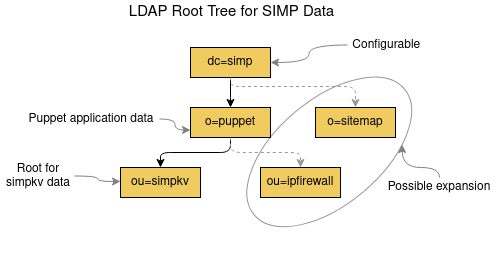 LDAP Root Tree for SIMP Data
Configurable
dc=simp
Puppet application data
o=puppet
o=sitemap
Root for
simpkv data
ou=simpkv
ou=ipfirewall
Possible expansion